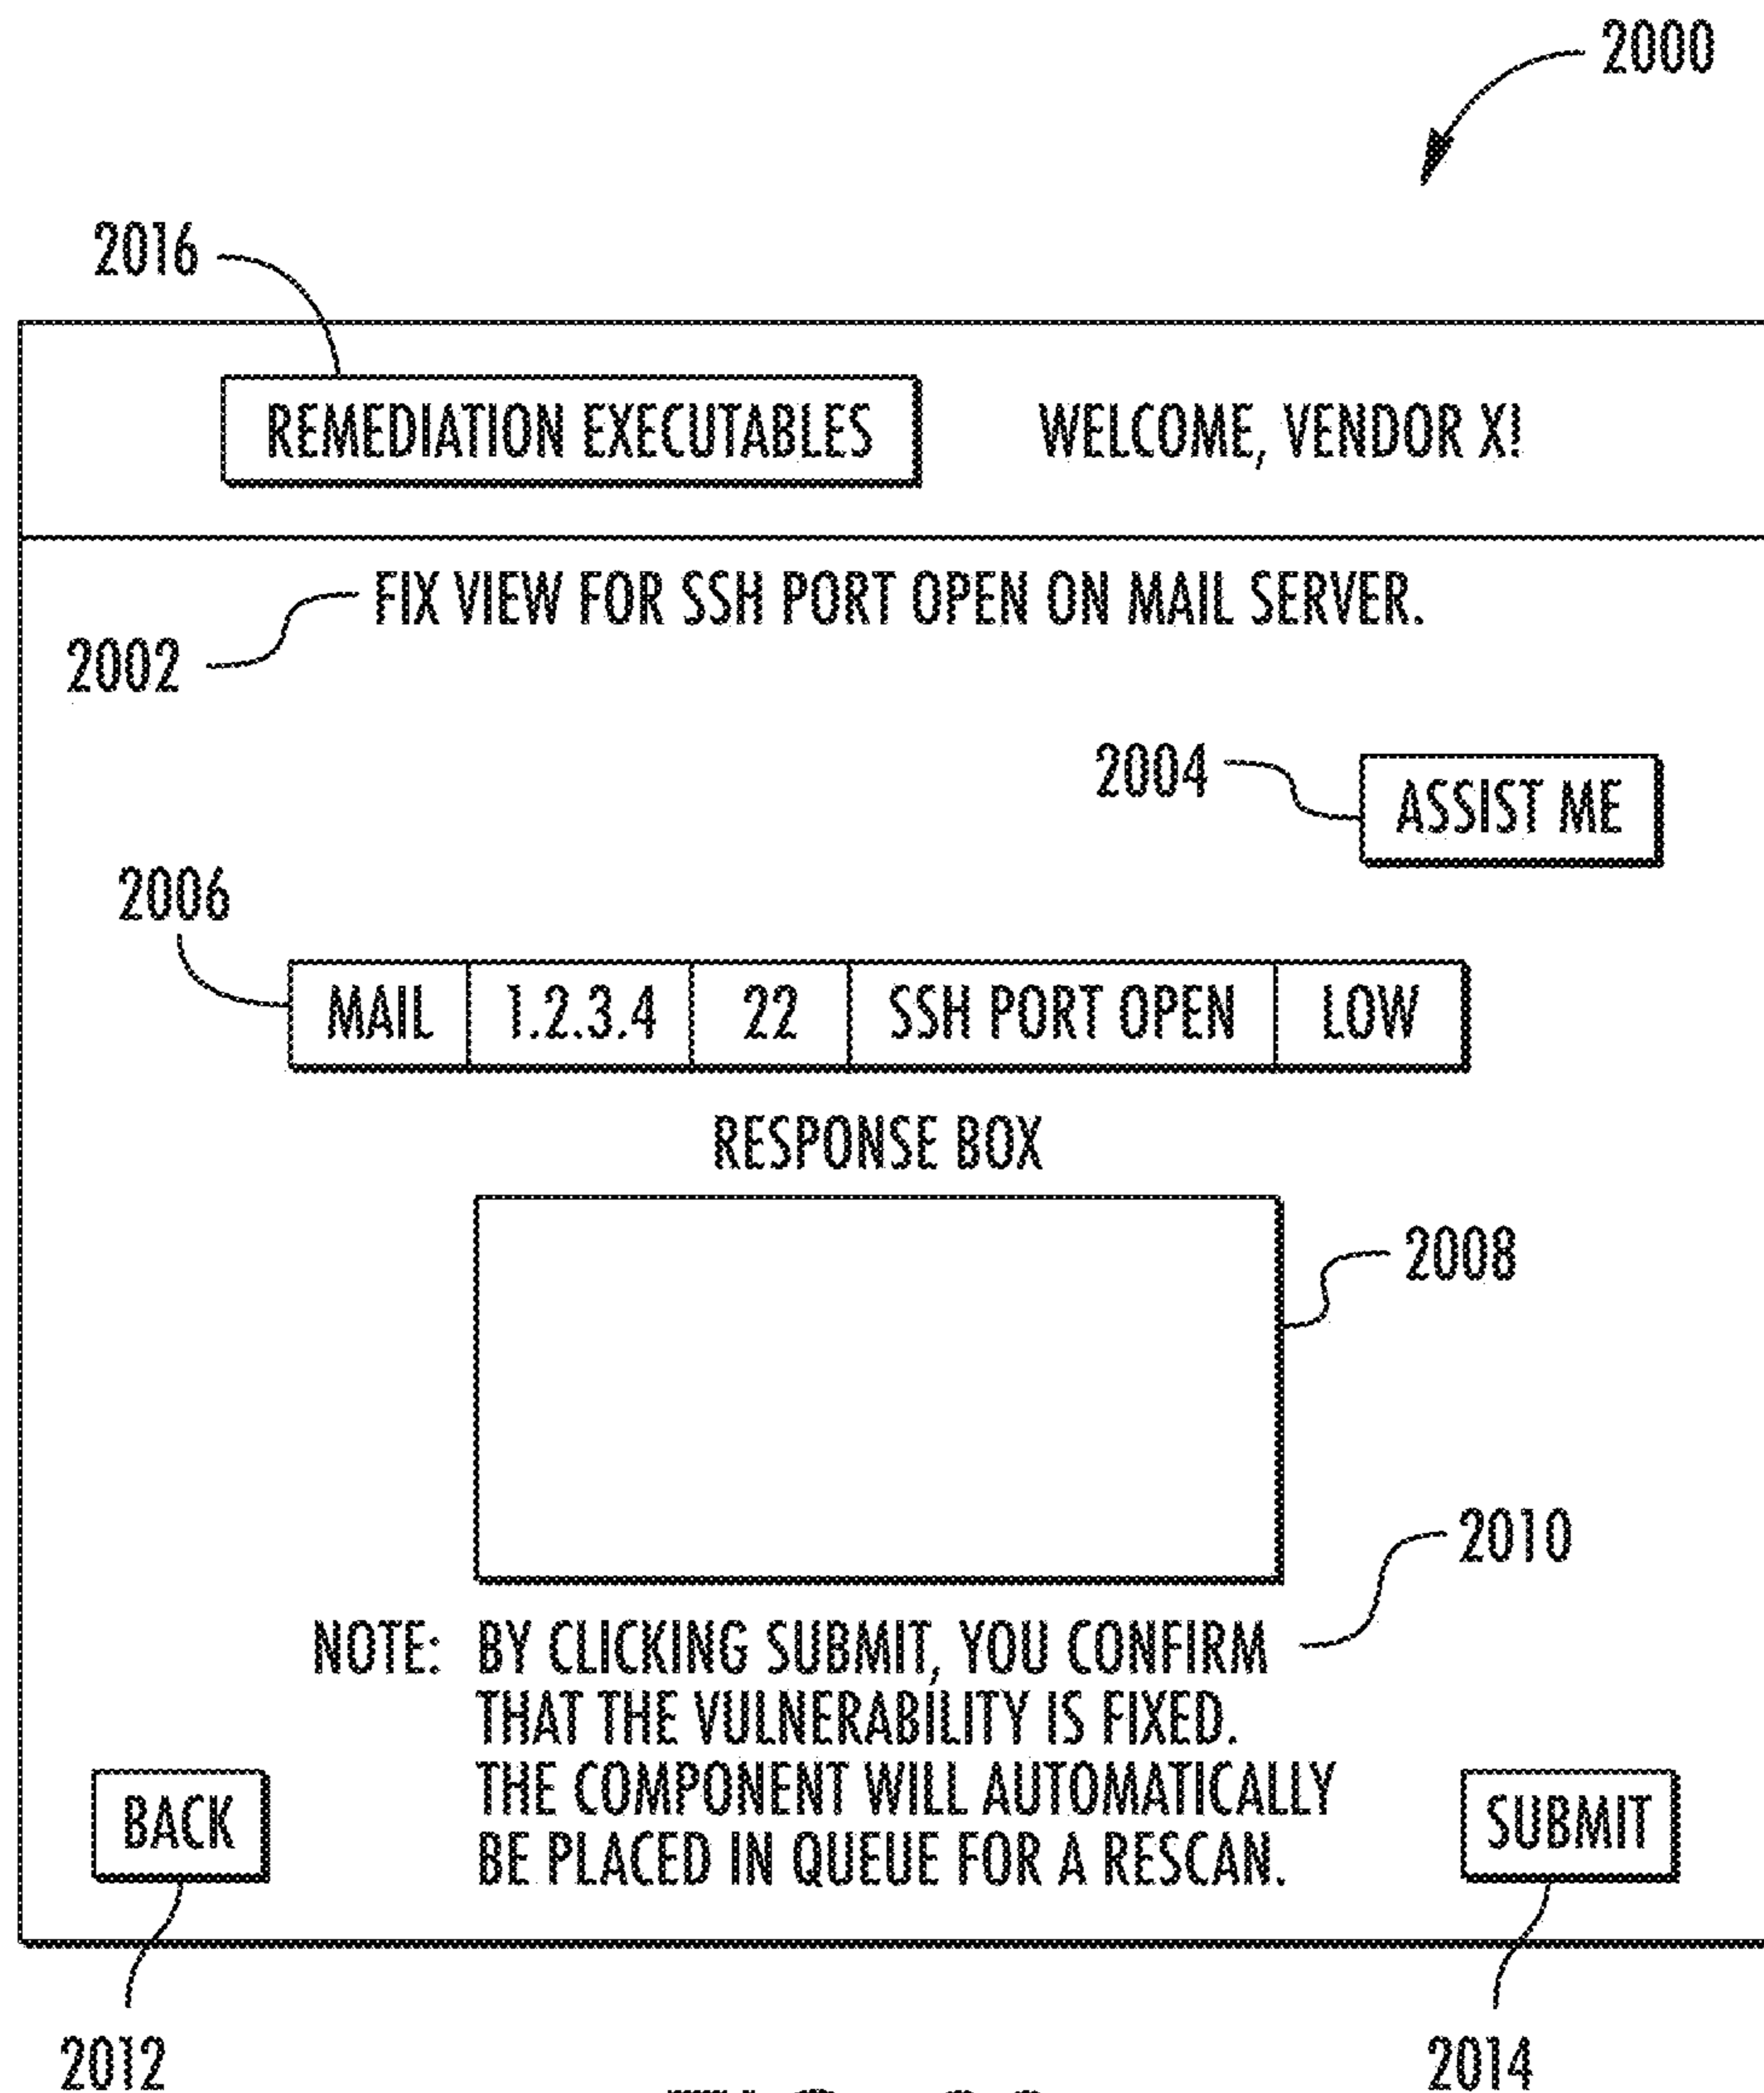 2000
2016
REMEDIATION EXECUTABLES
WELCOME, VENDOR X!
FIX VIEW FOR SSH PORT OPEN ON MAIL SERVER.
2002
2004
ASSIST ME
2006
MAIL 1.2.3.4 22 SSH PORT OPEN LOW
RESPONSE BOX
2008
2010
NOTE: BY CLICKING SUBMIT, YOU CONFIRM
THAT THE VULNERABILITY IS FIXED.
THE COMPONENT WILL AUTOMATICALLY
BE PLACED IN QUEUE FOR A RESCAN.
BACK
SUBMIT
2012
2014